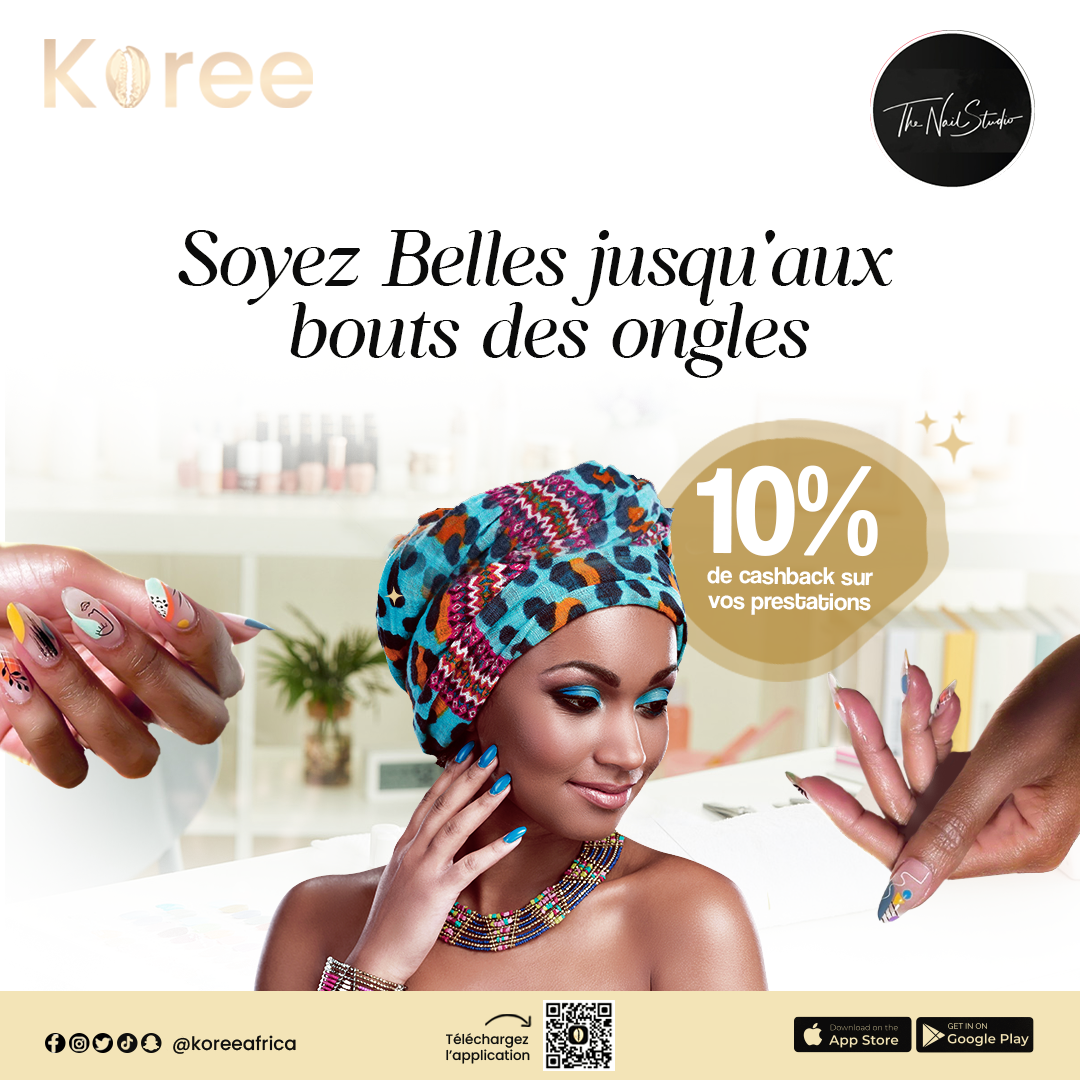 Koree
The Nail Studio
Soyez Belles jusqu'aux
bouts des ongles
10%
de cashback sur
vos prestations
@koreeafrica
Téléchargez
l'application
Download on the
App Store
GET IN ON
Google Play